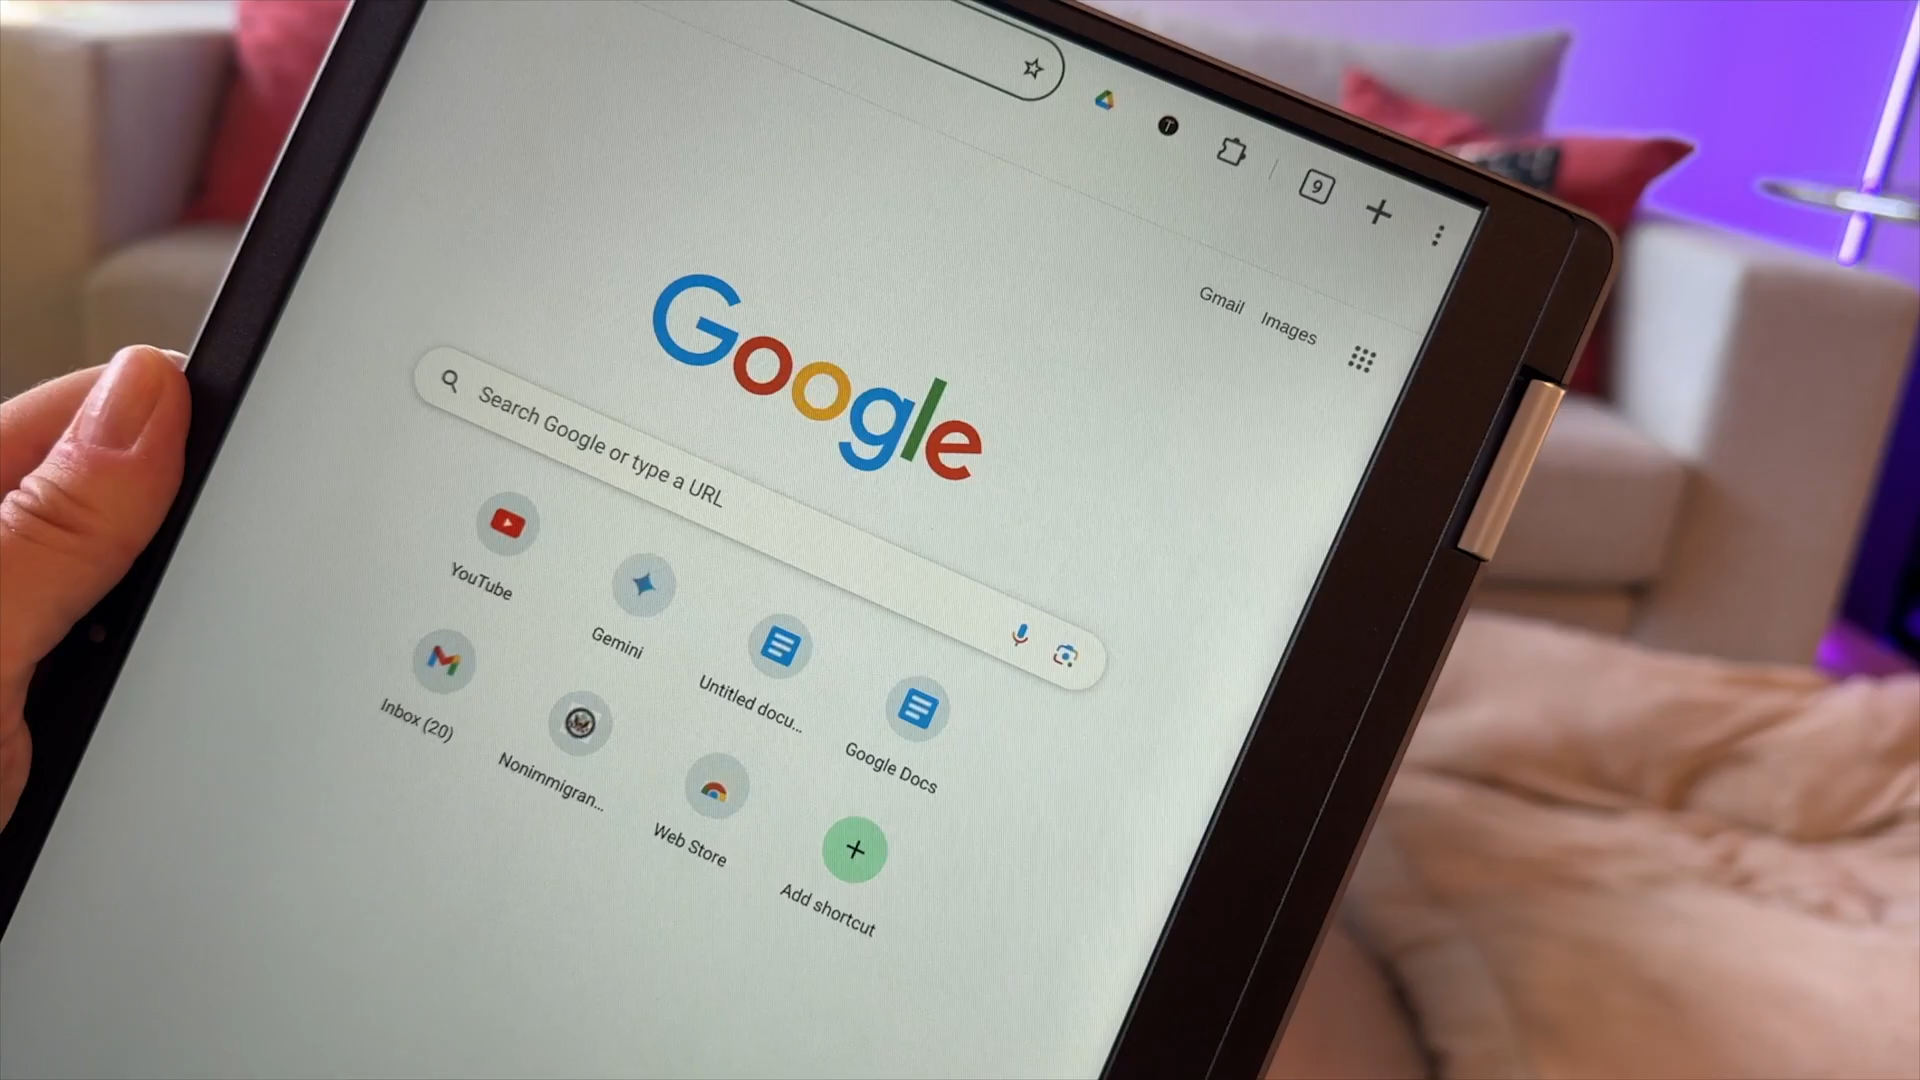 T
9
Gmail Images
Google
Search Google or type a URL
YouTube
Gemini
Untitled docu...
Google Docs
Inbox (20)
Nonimmigran...
Web Store
Add shortcut